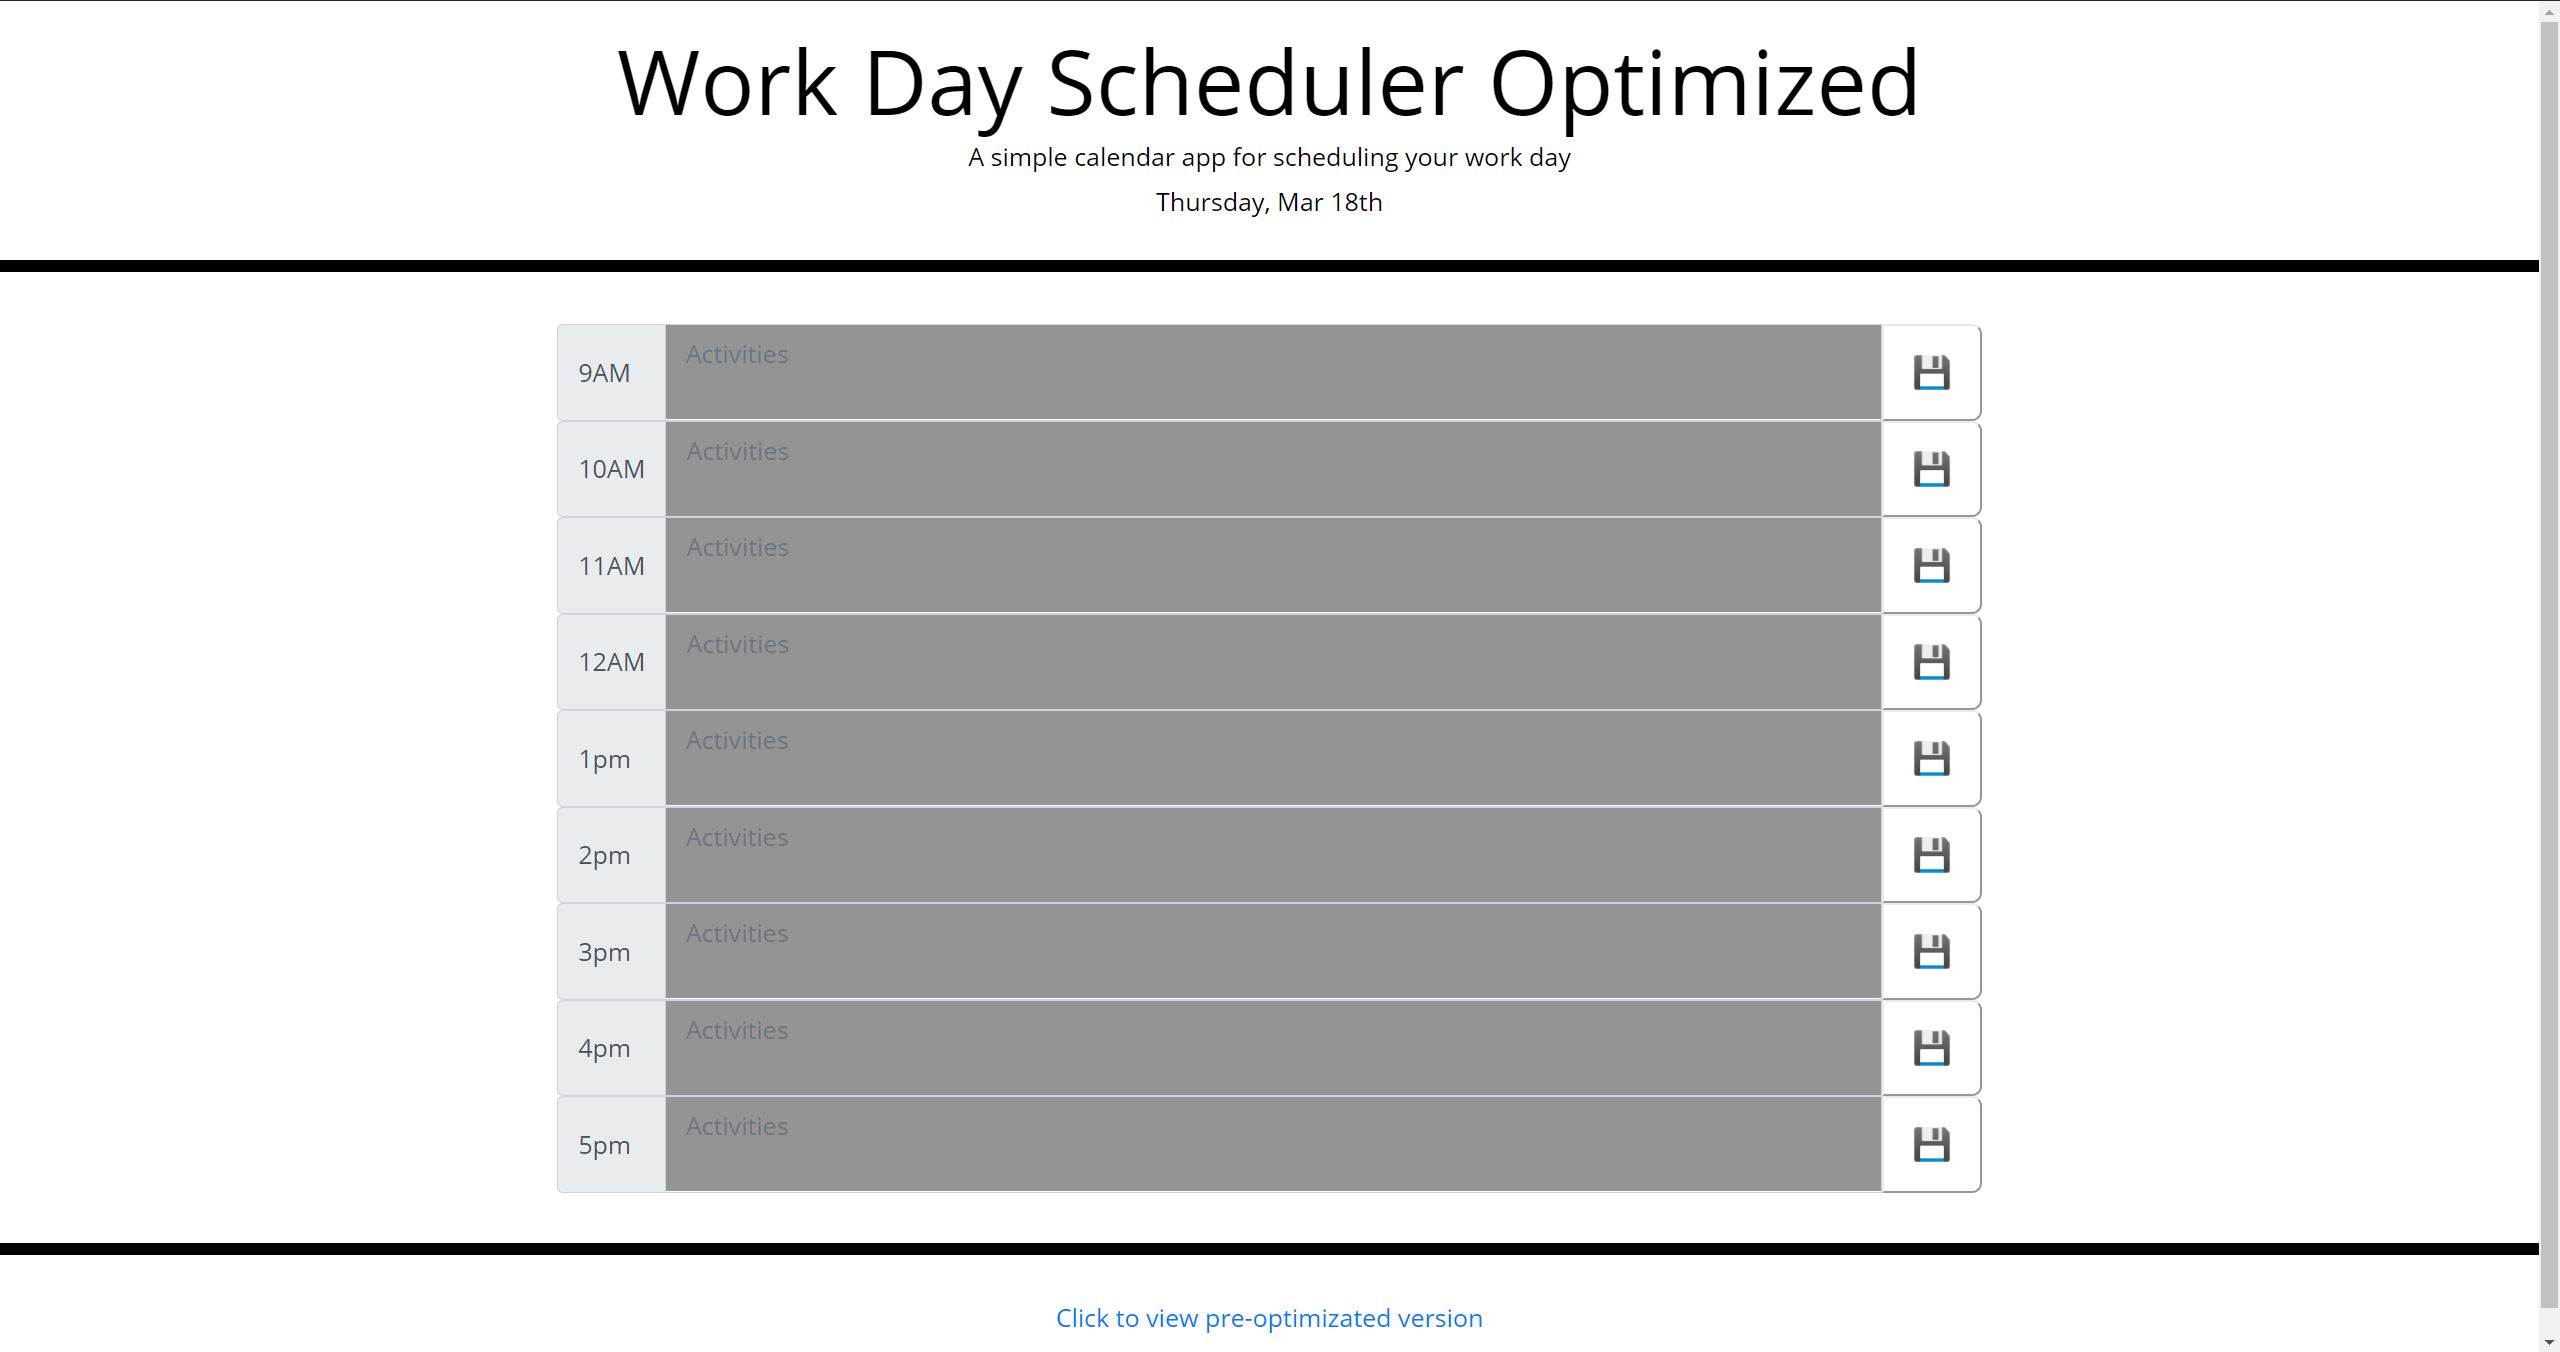 Work Day Scheduler Optimized
A simple calendar app for scheduling your work day
Thursday, Mar 18th
9AM Activities
10AM Activities
11AM Activities
12AM Activities
1pm Activities
2pm Activities
3pm Activities
4pm Activities
5pm Activities
Click to view pre-optimizated version